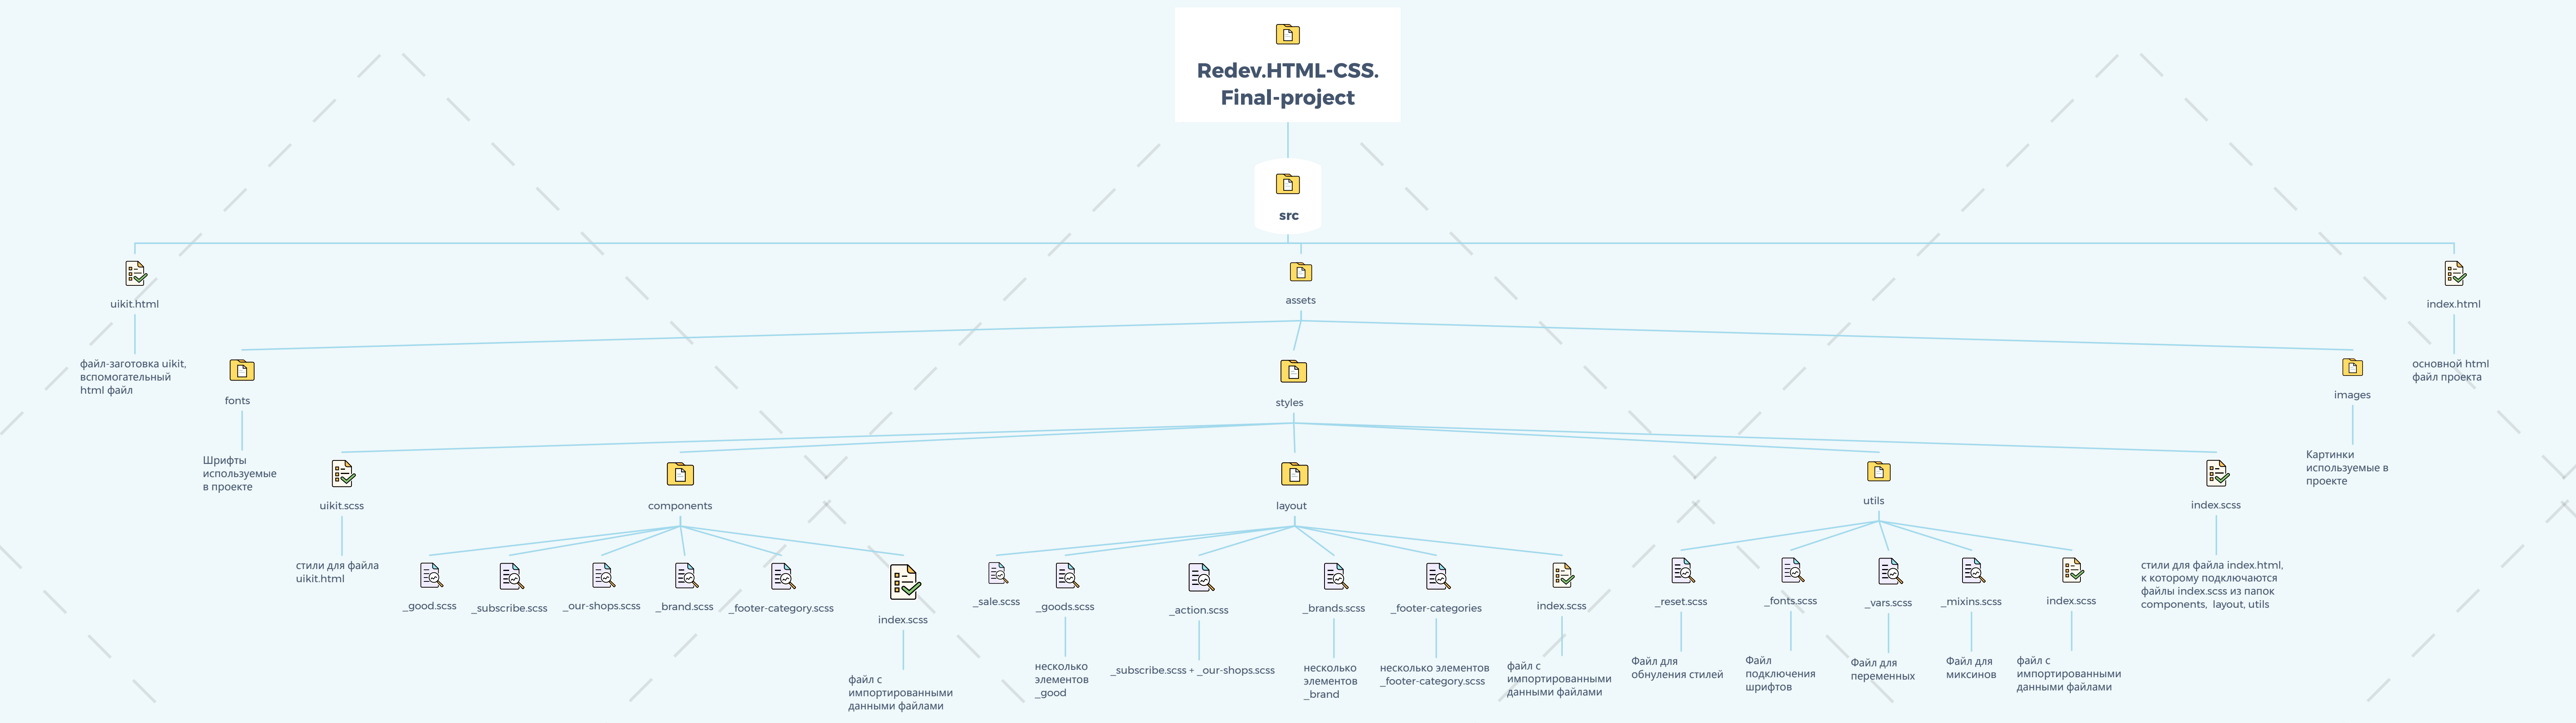 Redev.HTML-CSS.
Final-project
src
uikit.html
assets
index.html
файл-заготовка uikit,
вспомогательный
html файл
fonts
styles
images
основной html
файл проекта
Шрифты
используемые
в проекте
Картинки
используемые в
проекте
uikit.scss
components
layout
utils
index.scss
стили для файла
uikit.html
_good.scss
_subscribe.scss
_our-shops.scss
_brand.scss
_footer-category.scss
index.scss
файл с
импортированными
данными файлами
_sale.scss
_goods.scss
несколько
элементов
_good
_action.scss
_subscribe.scss + _our-shops.scss
_brands.scss
несколько
элементов
_brand
_footer-categories
несколько элементов
_footer-category.scss
index.scss
файл с
импортированными
данными файлами
_reset.scss
Файл для
обнуления стилей
_fonts.scss
Файл
подключения
шрифтов
_vars.scss
Файл для
переменных
_mixins.scss
Файл для
миксинов
index.scss
файл с
импортированными
данными файлами
стили для файла index.html,
к которому подключаются
файлы index.scss из папок
components, layout, utils